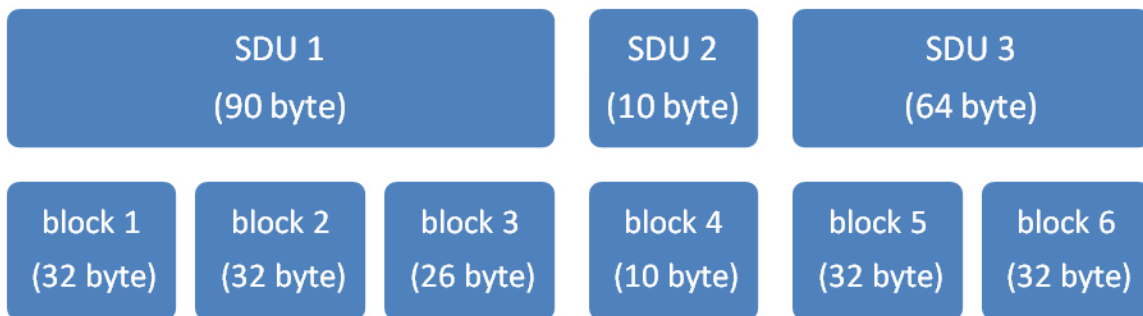 SDU 1
(90 byte)
SDU 2
(10 byte)
SDU 3
(64 byte)
block 1
(32 byte)
block 2
(32 byte)
block 3
(26 byte)
block 4
(10 byte)
block 5
(32 byte)
block 6
(32 byte)